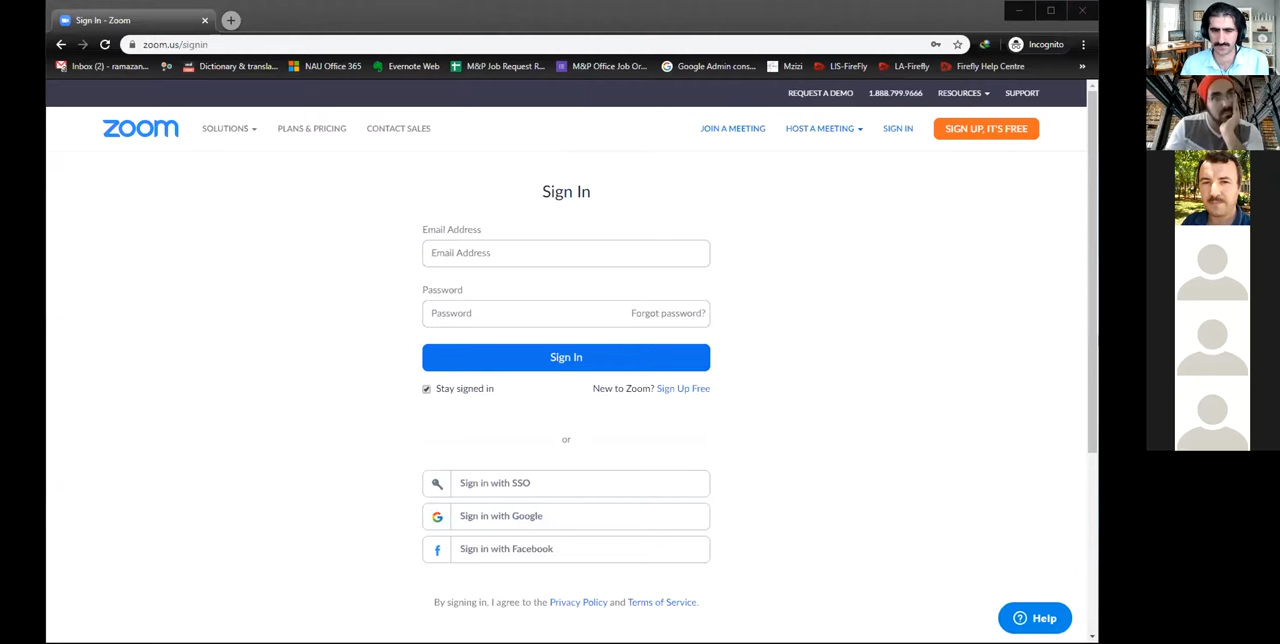 Sign In - Zoom
zoom.us/signin
Incognito
Inbox (2) - ramazan...
Dictionary & transla...
NAU Office 365
Evernote Web
M&P Job Request R...
M&P Office Job Or...
Google Admin cons...
Mzizi
LIS-FireFly
LA-Firefly
Firefly Help Centre
»
REQUEST A DEMO 1.888.799.9666 RESOURCES SUPPORT
zoom SOLUTIONS PLANS & PRICING CONTACT SALES JOIN A MEETING HOST A MEETING SIGN IN SIGN UP, IT'S FREE
Sign In
Email Address
Email Address
Password
Password Forgot password?
Sign In
Stay signed in New to Zoom? Sign Up Free
or
Sign in with SSO
Sign in with Google
Sign in with Facebook
By signing in, I agree to the Privacy Policy and Terms of Service.
Help